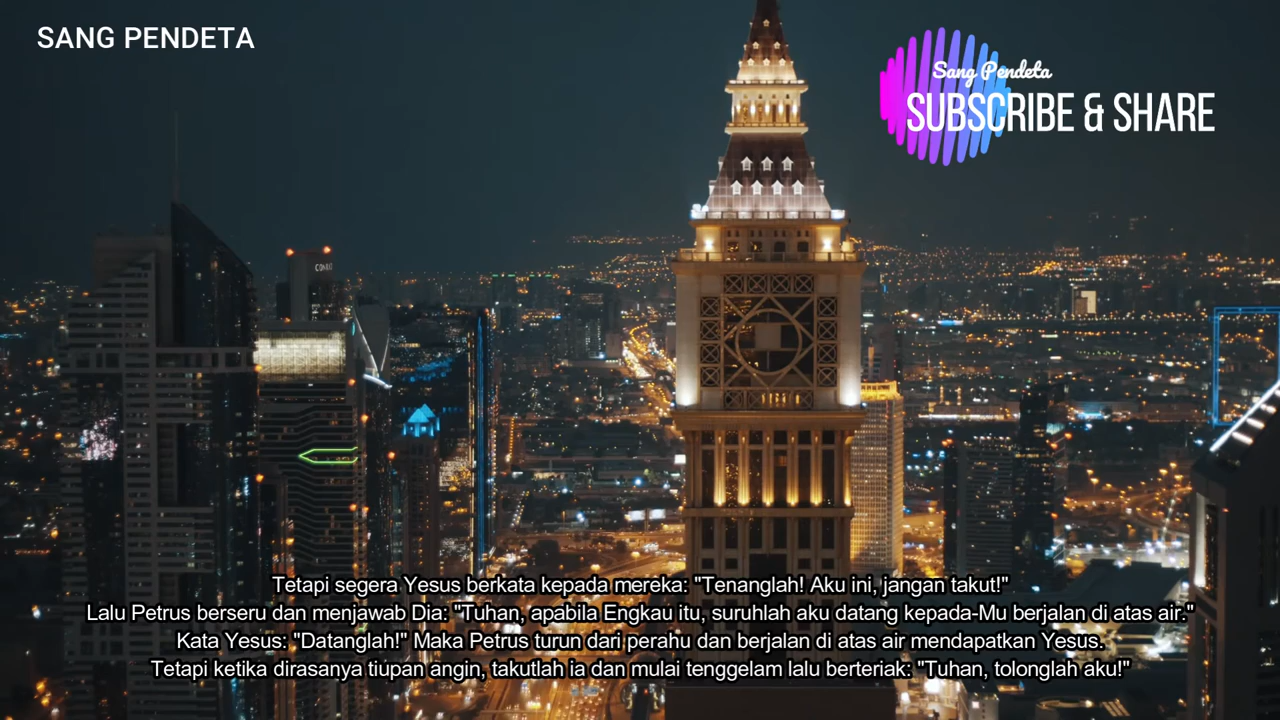 SANG PENDETA
Sang Pendeta
SUBSCRIBE & SHARE
CONRAD
Tetapi segera Yesus berkata kepada mereka: "Tenanglah! Aku ini, jangan takut!"
Lalu Petrus berseru dan menjawab Dia: "Tuhan, apabila Engkau itu, suruhlah aku datang kepada-Mu berjalan di atas air."
Kata Yesus: "Datanglah!" Maka Petrus turun dari perahu dan berjalan di atas air mendapatkan Yesus.
Tetapi ketika dirasanya tiupan angin, takutlah ia dan mulai tenggelam lalu berteriak: "Tuhan, tolonglah aku!"